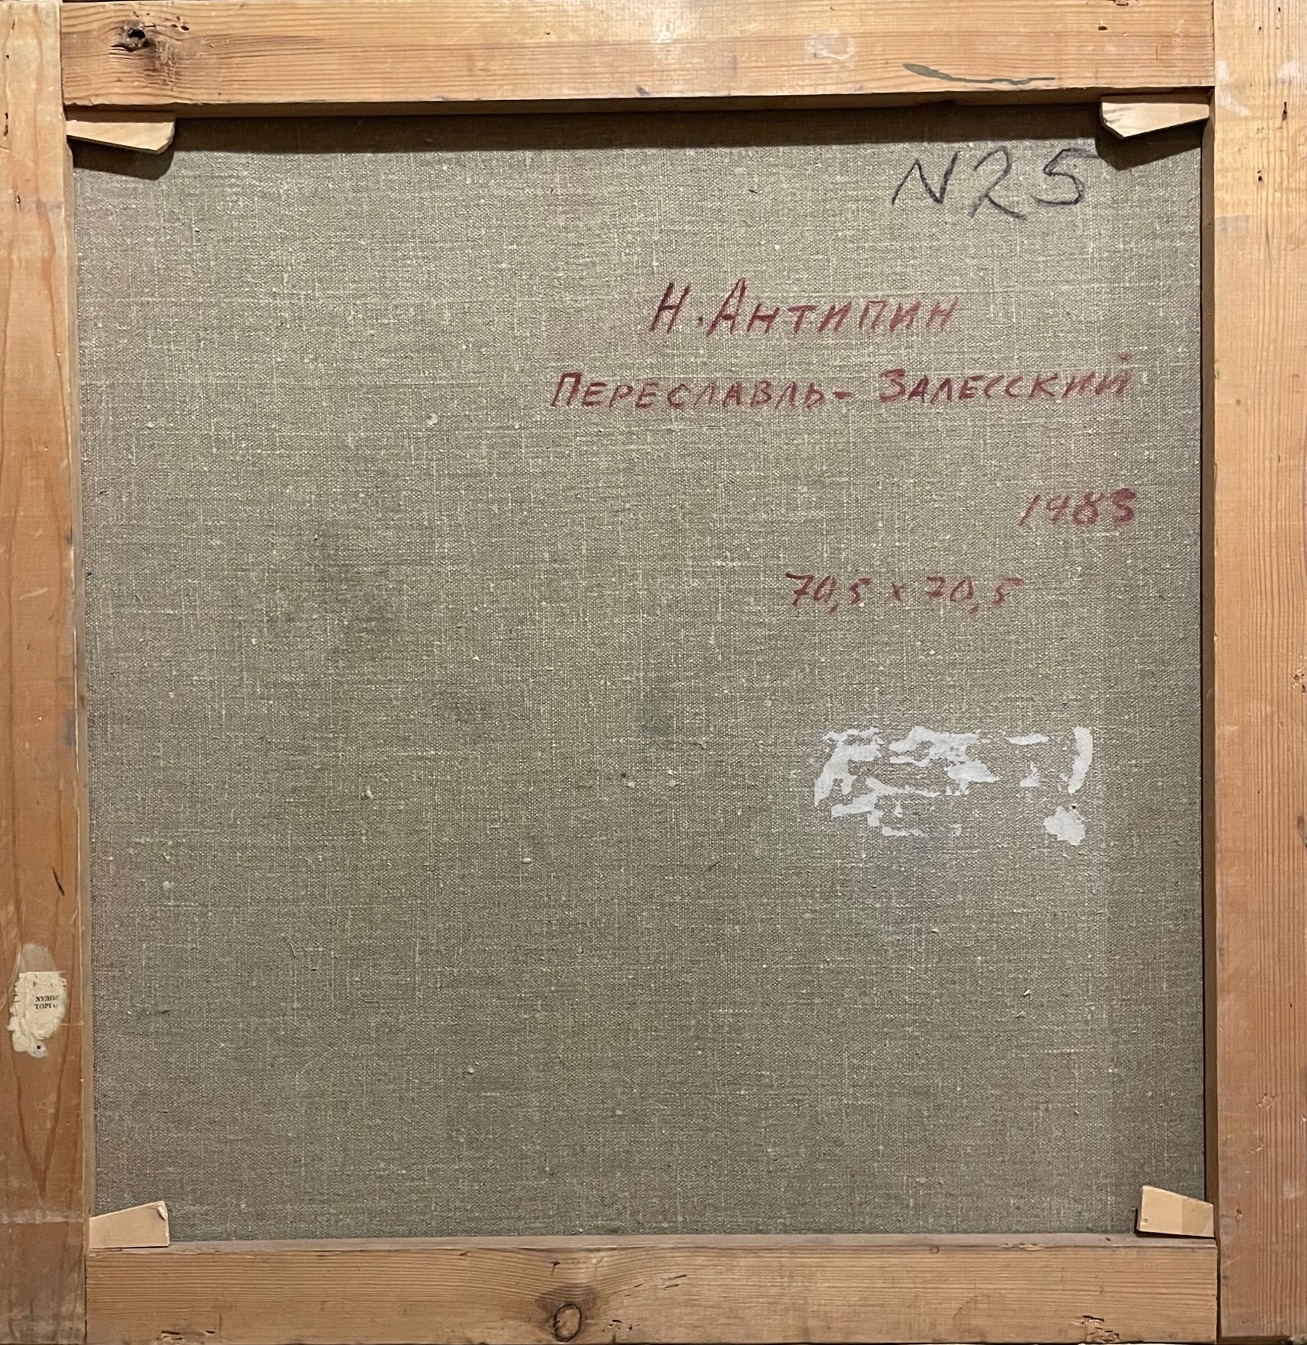 N25
Н. Антипин
Переславль-Залесский
1983
70,5 x 70,5